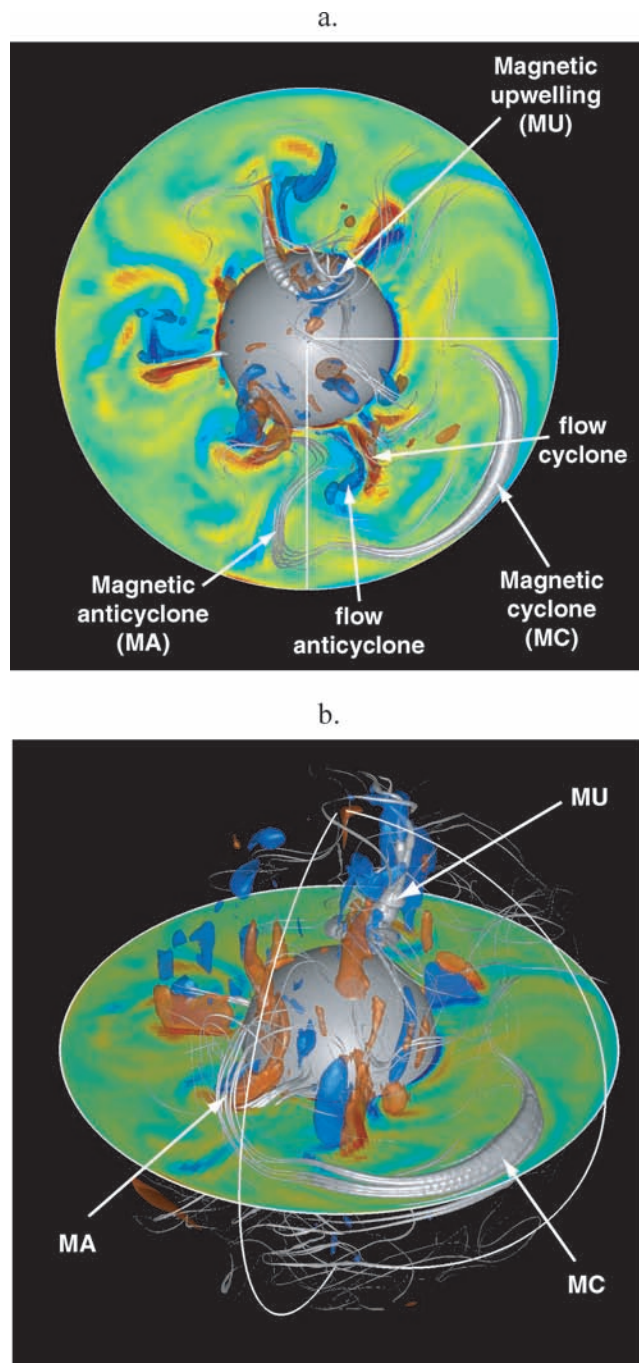 a.
Magnetic
upwelling
(MU)
flow
cyclone
Magnetic
anticyclone
(MA)
flow
anticyclone
Magnetic
cyclone
(MC)
b.
MU
MA
MC